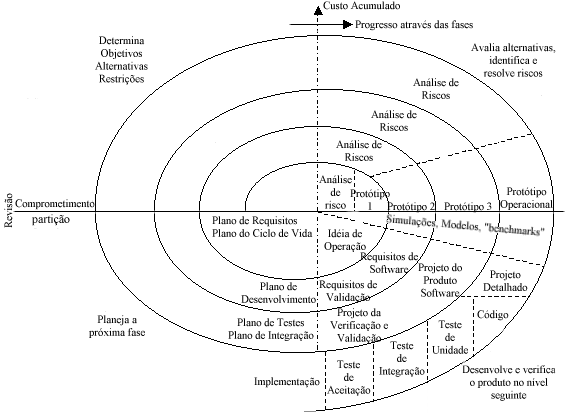 Custo Acumulado
Progresso através das fases
Determina
Objetivos
Alternativas
Restrições
Avalia alternativas,
identifica e
resolve riscos
Análise de
Riscos
Análise de
Riscos
Análise de
Riscos
Análise
de
risco
Protótipo
1
Protótipo 2
Protótipo 3
Protótipo
Operacional
Revisão
Comprometimento
partição
Simulações, Modelos, "benchmarks"
Plano de Requisitos
Plano do Ciclo de Vida
Idéia de
Operação
Requisitos de
Software
Projeto do
Produto
Software
Projeto
Detalhado
Plano de
Desenvolvimento
Requisitos de
Validação
Código
Planeja a
próxima fase
Plano de Testes
Plano de Integração
Projeto da
Verificação e
Validação
Teste
de
Unidade
Teste
de
Integração
Teste
de
Aceitação
Implementação
Desenvolve e verifica
o produto no nível
seguinte